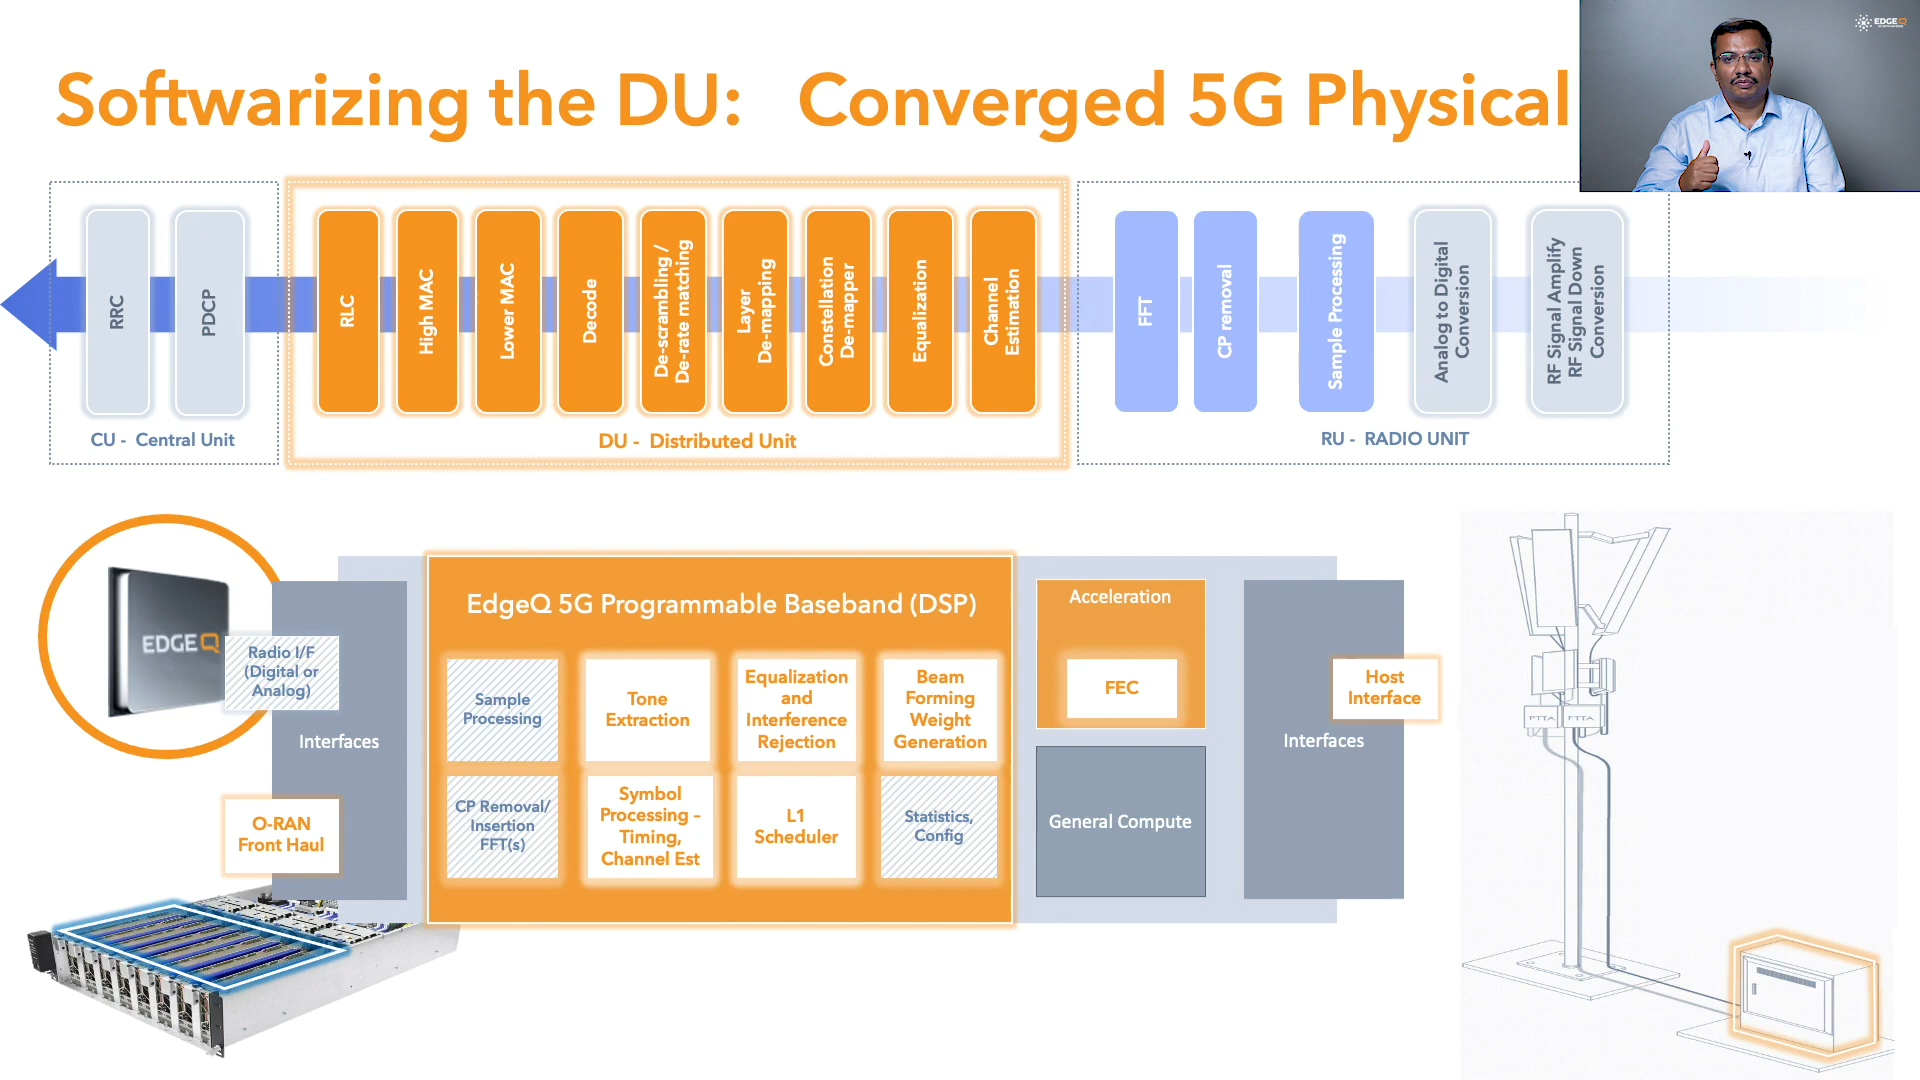 Softwarizing the DU: Converged 5G Physical
EDGEQ
RRC
PDCP
CU - Central Unit
RLC
High MAC
Lower MAC
Decode
De-scrambling /
De-rate matching
Layer
De-mapping
Constellation
De-mapper
Equalization
Channel
Estimation
DU - Distributed Unit
FFT
CP removal
Sample Processing
Analog to Digital
Conversion
RF Signal Amplify
RF Signal Down
Conversion
RU - RADIO UNIT
EDGEQ
Radio I/F
(Digital or
Analog)
Interfaces
O-RAN
Front Haul
EdgeQ 5G Programmable Baseband (DSP)
Sample
Processing
Tone
Extraction
Equalization
and
Interference
Rejection
Beam
Forming
Weight
Generation
CP Removal/
Insertion
FFT(s)
Symbol
Processing –
Timing,
Channel Est
L1
Scheduler
Statistics,
Config
Acceleration
FEC
General Compute
Interfaces
Host
Interface
PTTA
FTTA